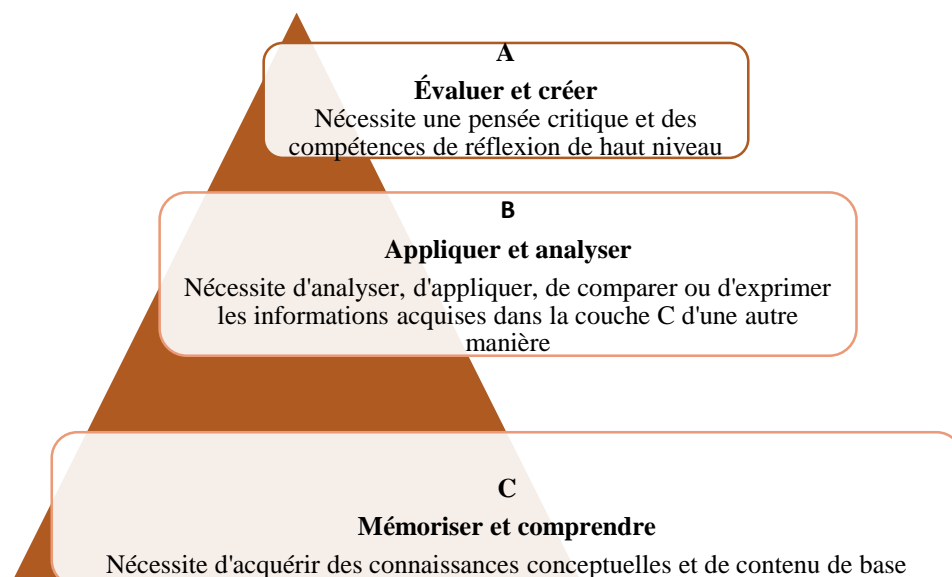 A
Évaluer et créer
Nécessite une pensée critique et des
compétences de réflexion de haut niveau
B
Appliquer et analyser
Nécessite d'analyser, d'appliquer, de comparer ou d'exprimer
les informations acquises dans la couche C d'une autre
manière
C
Mémoriser et comprendre
Nécessite d'acquérir des connaissances conceptuelles et de contenu de base